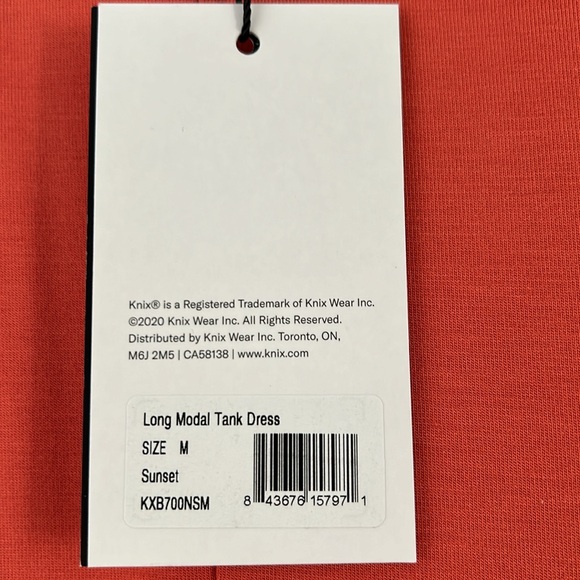 Knix® is a Registered Trademark of Knix Wear Inc.
©2020 Knix Wear Inc. All Rights Reserved.
Distributed by Knix Wear Inc. Toronto, ON,
M6J 2M5 | CA58138 | www.knix.com
Long Modal Tank Dress
SIZE M
Sunset
KXB700NSM
8 43676 15797 1